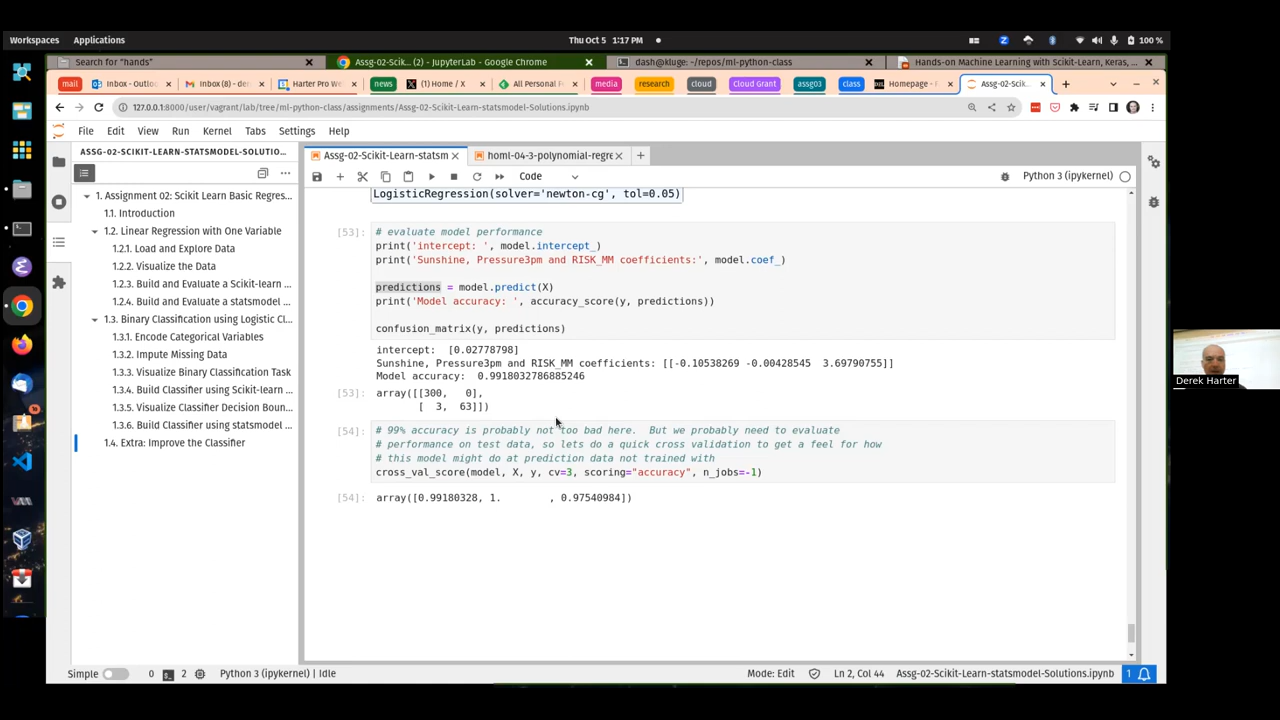 Workspaces Applications Thu Oct 5 1:17 PM 100 %
Search for "hands" × Assg-02-Scik... (2) - JupyterLab - Google Chrome × dash@kluge: ~/repos/ml-python-class × Hands-on Machine Learning with Scikit-Learn, Keras, ... ×
mail Inbox - Outlo × Inbox (8) - der × Harter Pro We × news (1) Home / X × All Personal F × media research cloud Cloud Grant assg03 class Homepage - × Assg-02-Scik × +
127.0.0.1:8000/user/vagrant/lab/tree/ml-python-class/assignments/Assg-02-Scikit-Learn-statsmodel-Solutions.ipynb
File Edit View Run Kernel Tabs Settings Help
ASSG-02-SCIKIT-LEARN-STATSMODEL-SOLUTIO...
Assg-02-Scikit-Learn-statsm × homl-04-3-polynomial-regre ×
Code Python 3 (ipykernel)
1. Assignment 02: Scikit Learn Basic Regres...
1.1. Introduction
1.2. Linear Regression with One Variable
1.2.1. Load and Explore Data
1.2.2. Visualize the Data
1.2.3. Build and Evaluate a Scikit-learn ...
1.2.4. Build and Evaluate a statsmodel ...
1.3. Binary Classification using Logistic Cl...
1.3.1. Encode Categorical Variables
1.3.2. Impute Missing Data
1.3.3. Visualize Binary Classification Task
1.3.4. Build Classifier using Scikit-learn ...
1.3.5. Visualize Classifier Decision Boun...
1.3.6. Build Classifier using statsmodel ...
1.4. Extra: Improve the Classifier
LogisticRegression(solver='newton-cg', tol=0.05)
[53]: # evaluate model performance
print('intercept: ', model.intercept_)
print('Sunshine, Pressure3pm and RISK_MM coefficients:', model.coef_)
predictions = model.predict(X)
print('Model accuracy: ', accuracy_score(y, predictions))
confusion_matrix(y, predictions)
intercept: [0.02778798]
Sunshine, Pressure3pm and RISK_MM coefficients: [[-0.10538269 -0.00428545 3.69790755]]
Model accuracy: 0.9918032786885246
[53]: array([[300, 0],
[ 3, 63]])
[54]: # 99% accuracy is probably not too bad here. But we probably need to evaluate
# performance on test data, so lets do a quick cross validation to get a feel for how
# this model might do at prediction data not trained with
cross_val_score(model, X, y, cv=3, scoring="accuracy", n_jobs=-1)
[54]: array([0.99180328, 1. , 0.97540984])
Derek Harter
Simple 0 2 Python 3 (ipykernel) | Idle Mode: Edit Ln 2, Col 44 Assg-02-Scikit-Learn-statsmodel-Solutions.ipynb 1